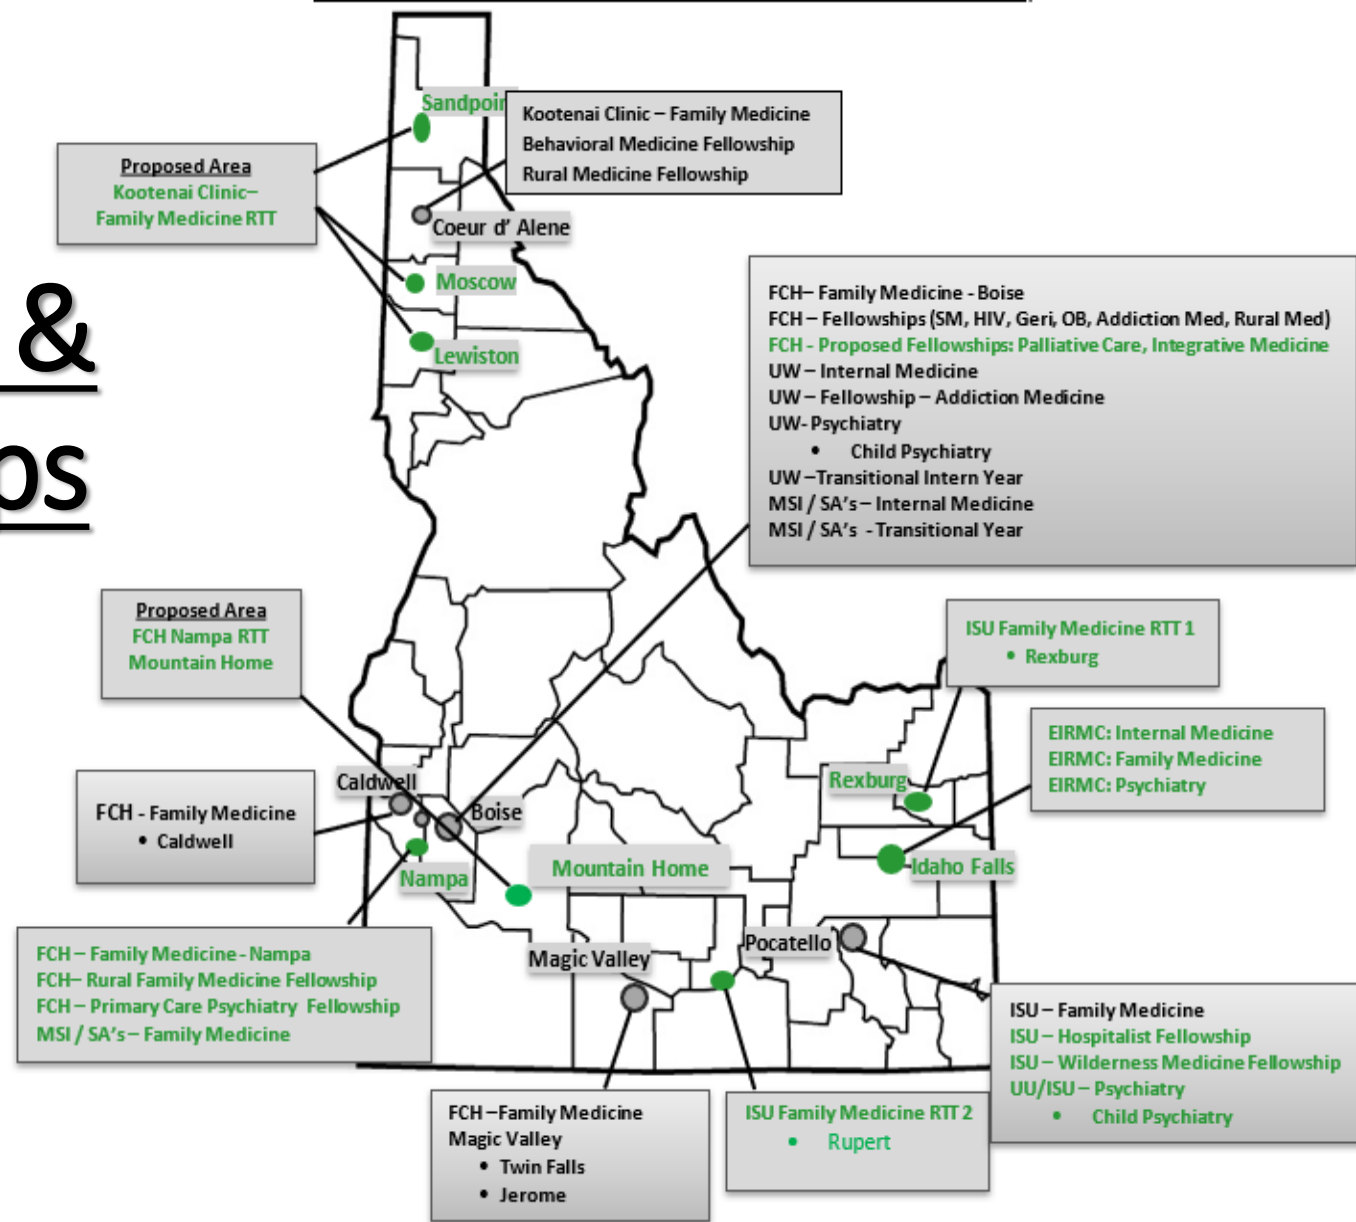 &
ps
Sandpoin
Kootenai Clinic – Family Medicine
Behavioral Medicine Fellowship
Rural Medicine Fellowship
Proposed Area
Kootenai Clinic–
Family Medicine RTT
Coeur d' Alene
Moscow
Lewiston
FCH– Family Medicine - Boise
FCH – Fellowships (SM, HIV, Geri, OB, Addiction Med, Rural Med)
FCH - Proposed Fellowships: Palliative Care, Integrative Medicine
UW – Internal Medicine
UW – Fellowship – Addiction Medicine
UW- Psychiatry
• Child Psychiatry
UW –Transitional Intern Year
MSI / SA's – Internal Medicine
MSI / SA's - Transitional Year
Proposed Area
FCH Nampa RTT
Mountain Home
ISU Family Medicine RTT 1
• Rexburg
EIRMC: Internal Medicine
EIRMC: Family Medicine
EIRMC: Psychiatry
FCH - Family Medicine
• Caldwell
Caldwell
Boise
Nampa
Mountain Home
Rexburg
Idaho Falls
Magic Valley
Pocatello
FCH – Family Medicine - Nampa
FCH– Rural Family Medicine Fellowship
FCH – Primary Care Psychiatry Fellowship
MSI / SA's – Family Medicine
ISU – Family Medicine
ISU – Hospitalist Fellowship
ISU – Wilderness Medicine Fellowship
UU/ISU – Psychiatry
• Child Psychiatry
FCH –Family Medicine
Magic Valley
• Twin Falls
• Jerome
ISU Family Medicine RTT 2
• Rupert